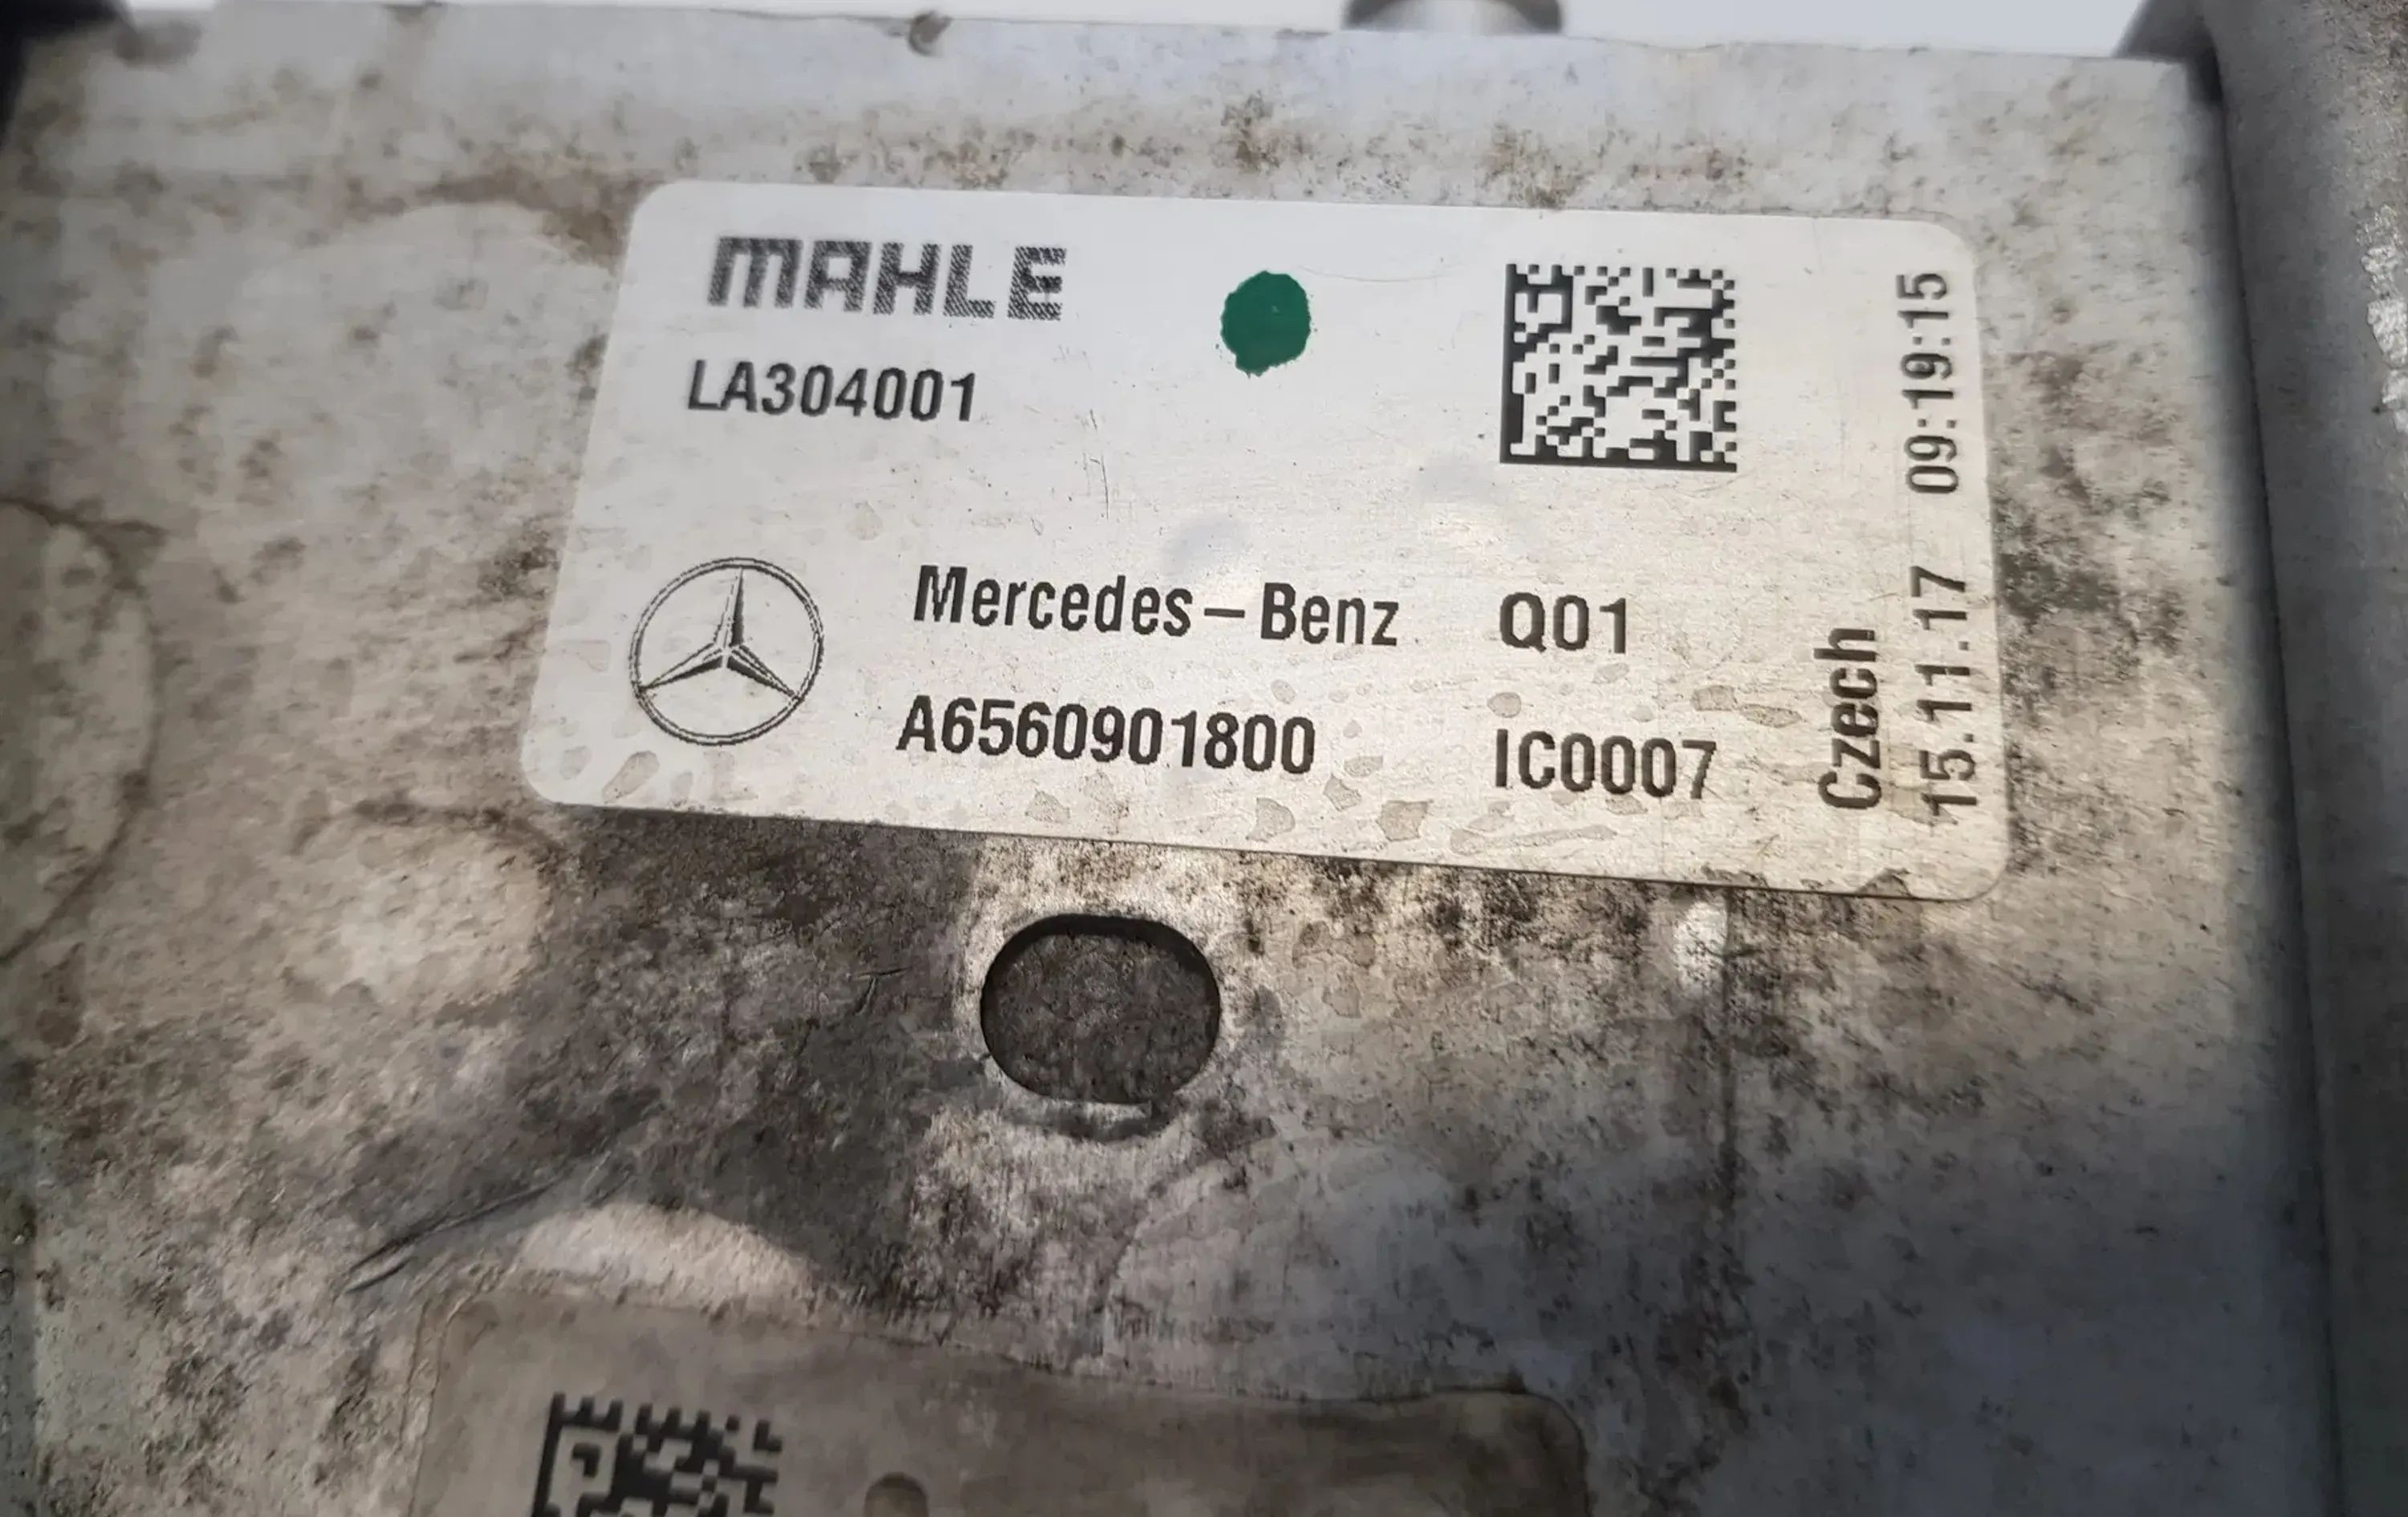 MAHLE
LA304001
Mercedes-Benz Q01
A6560901800 IC0007
Czech
15.11.17 09:19:15